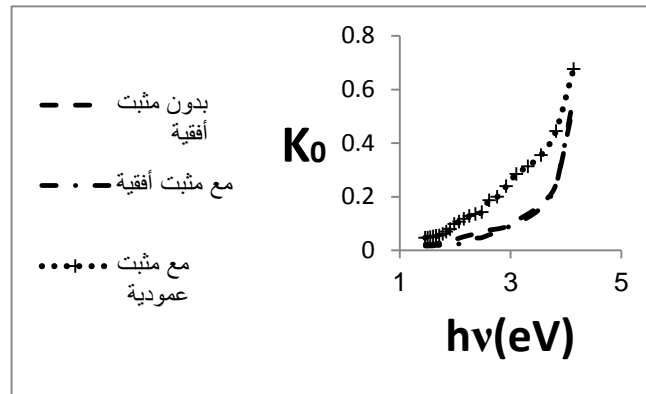 بدون مثبت
أفقية
مع مثبت أفقية
مع مثبت
عمودية
K0
0.8
0.6
0.4
0.2
0
1 3 5
hν(eV)